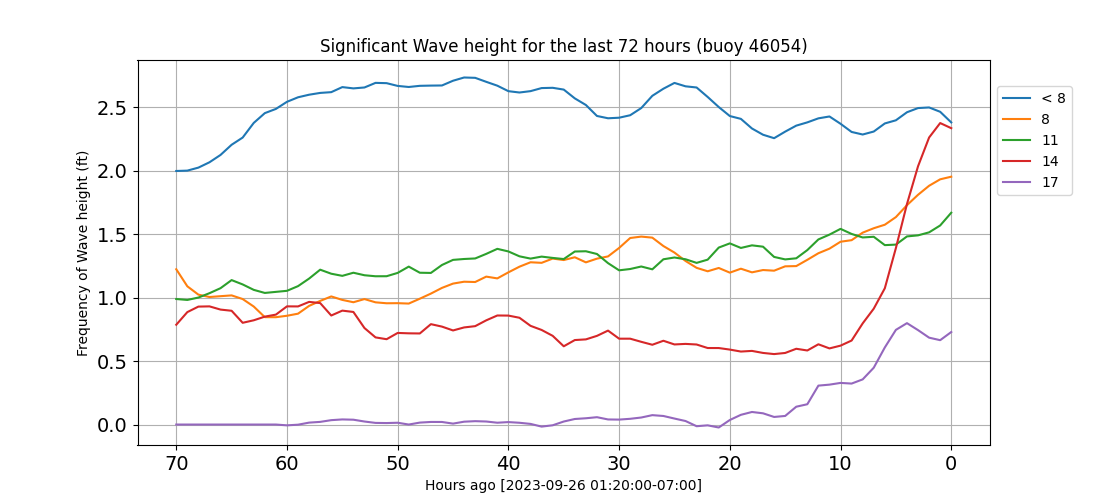 Significant Wave height for the last 72 hours (buoy 46054)
Frequency of Wave height (ft)
2.5
2.0
1.5
1.0
0.5
0.0
70 60 50 40 30 20 10 0
Hours ago [2023-09-26 01:20:00-07:00]
< 8
8
11
14
17